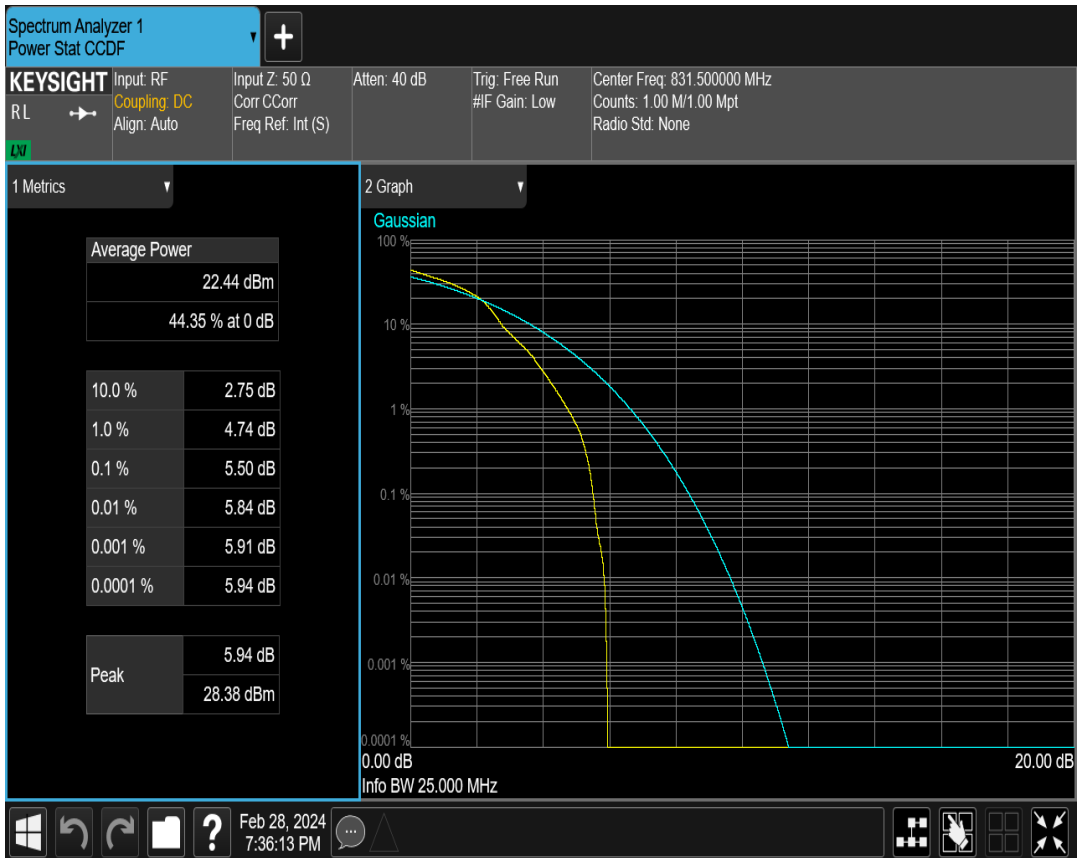 Spectrum Analyzer 1
Power Stat CCDF
+
KEYSIGHT
RL
LXI
Input: RF
Coupling: DC
Align: Auto
Input Z: 50 Ω
Corr CCorr
Freq Ref: Int (S)
Atten: 40 dB
Trig: Free Run
#IF Gain: Low
Center Freq: 831.500000 MHz
Counts: 1.00 M/1.00 Mpt
Radio Std: None
1 Metrics
Average Power
22.44 dBm
44.35 % at 0 dB
10.0 % 2.75 dB
1.0 % 4.74 dB
0.1 % 5.50 dB
0.01 % 5.84 dB
0.001 % 5.91 dB
0.0001 % 5.94 dB
Peak
5.94 dB
28.38 dBm
2 Graph
Gaussian
100 %
10 %
1 %
0.1 %
0.01 %
0.001 %
0.0001 %
0.00 dB 20.00 dB
Info BW 25.000 MHz
?
Feb 28, 2024
7:36:13 PM